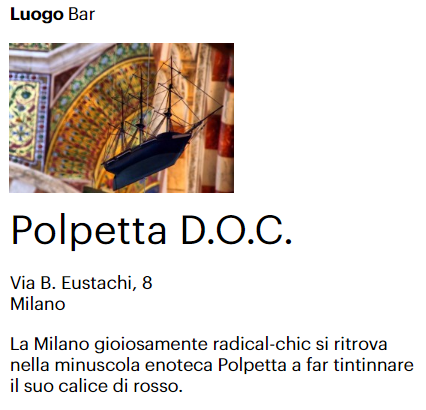 Luogo Bar
Polpetta D.O.C.
Via B. Eustachi, 8
Milano
La Milano gioiosamente radical-chic si ritrova
nella minuscola enoteca Polpetta a far tintinnare
il suo calice di rosso.